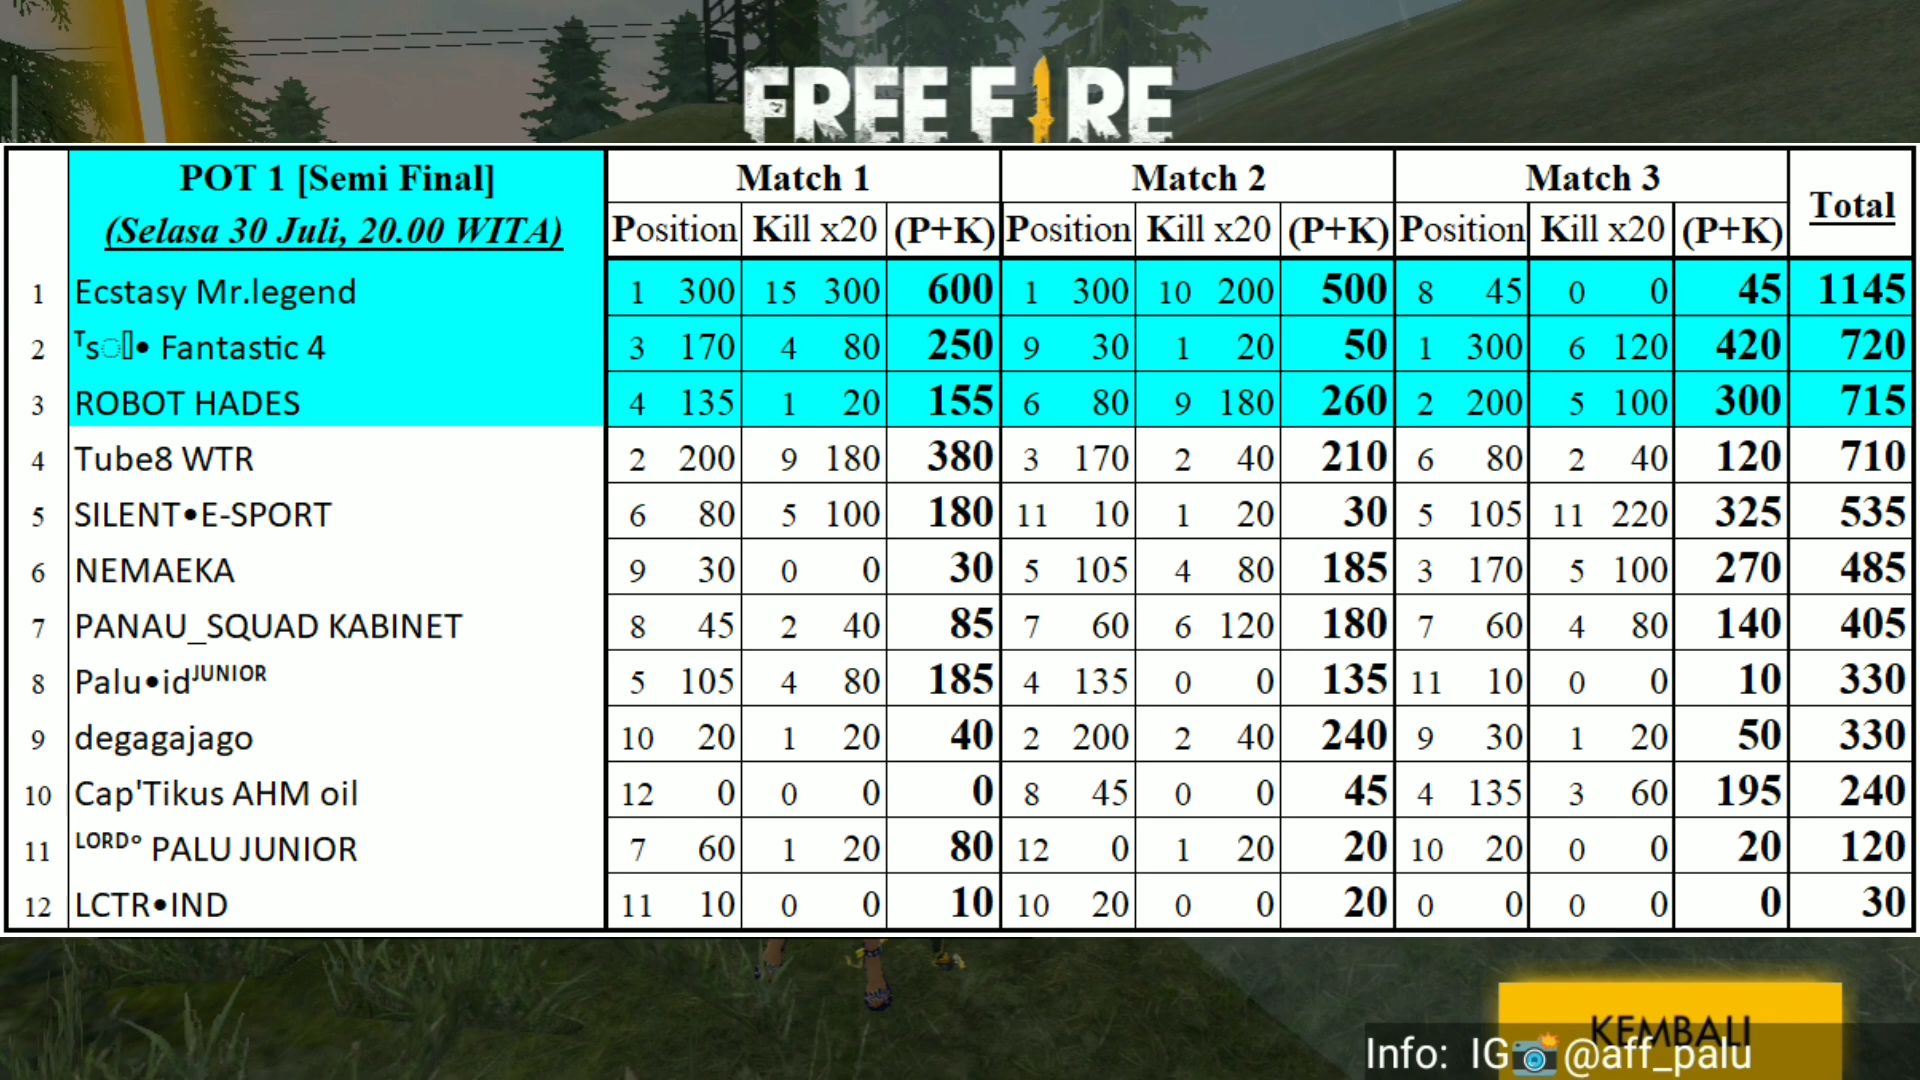 FREE FIRE
POT 1 [Semi Final] Match 1 Match 2 Match 3 Total
(Selasa 30 Juli, 20.00 WITA) Position Kill x20 (P+K) Position Kill x20 (P+K) Position Kill x20 (P+K)
1 Ecstasy Mr.legend 1 300 15 300 600 1 300 10 200 500 8 45 0 0 45 1145
2 ᵀs • Fantastic 4 3 170 4 80 250 9 30 1 20 50 1 300 6 120 420 720
3 ROBOT HADES 4 135 1 20 155 6 80 9 180 260 2 200 5 100 300 715
4 Tube8 WTR 2 200 9 180 380 3 170 2 40 210 6 80 2 40 120 710
5 SILENT•E-SPORT 6 80 5 100 180 11 10 1 20 30 5 105 11 220 325 535
6 NEMAEKA 9 30 0 0 30 5 105 4 80 185 3 170 5 100 270 485
7 PANAU_SQUAD KABINET 8 45 2 40 85 7 60 6 120 180 7 60 4 80 140 405
8 Palu•idJUNIOR 5 105 4 80 185 4 135 0 0 135 11 10 0 0 10 330
9 degagajago 10 20 1 20 40 2 200 2 40 240 9 30 1 20 50 330
10 Cap'Tikus AHM oil 12 0 0 0 0 8 45 0 0 45 4 135 3 60 195 240
11 LORD° PALU JUNIOR 7 60 1 20 80 12 0 1 20 20 10 20 0 0 20 120
12 LCTR•IND 11 10 0 0 10 10 20 0 0 20 0 0 0 0 0 30
KEMBALI
Info: IG📸@aff_palu